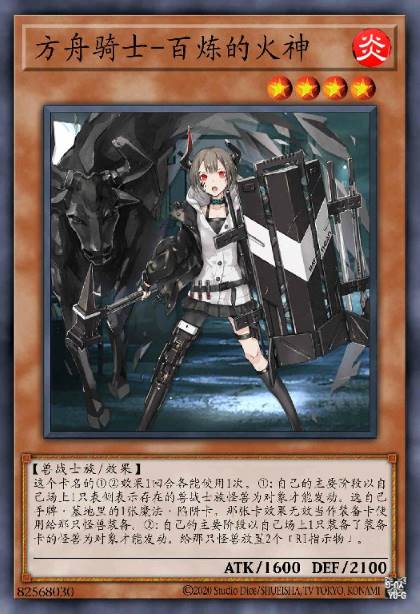 方舟骑士-百炼的火神
炎
【兽战士族/效果】
这个卡名的①②效果1回合各能使用1次。①:自己的主要阶段以自
己场上1只表侧表示存在的兽战士族怪兽为对象才能发动。选自己
手牌·墓地里的1张魔法·陷阱卡,那张卡效果无效当作装备卡使
用给那只怪兽装备。②:自己的主要阶段以自己场上1只装了装备
卡的怪兽为对象才能发动。给那只怪兽放置2个「RI指示物」。
ATK/1600 DEF/2100
82568030
©2020 Studio Dice/SHUEISHA, TV TOKYO, KONAMI